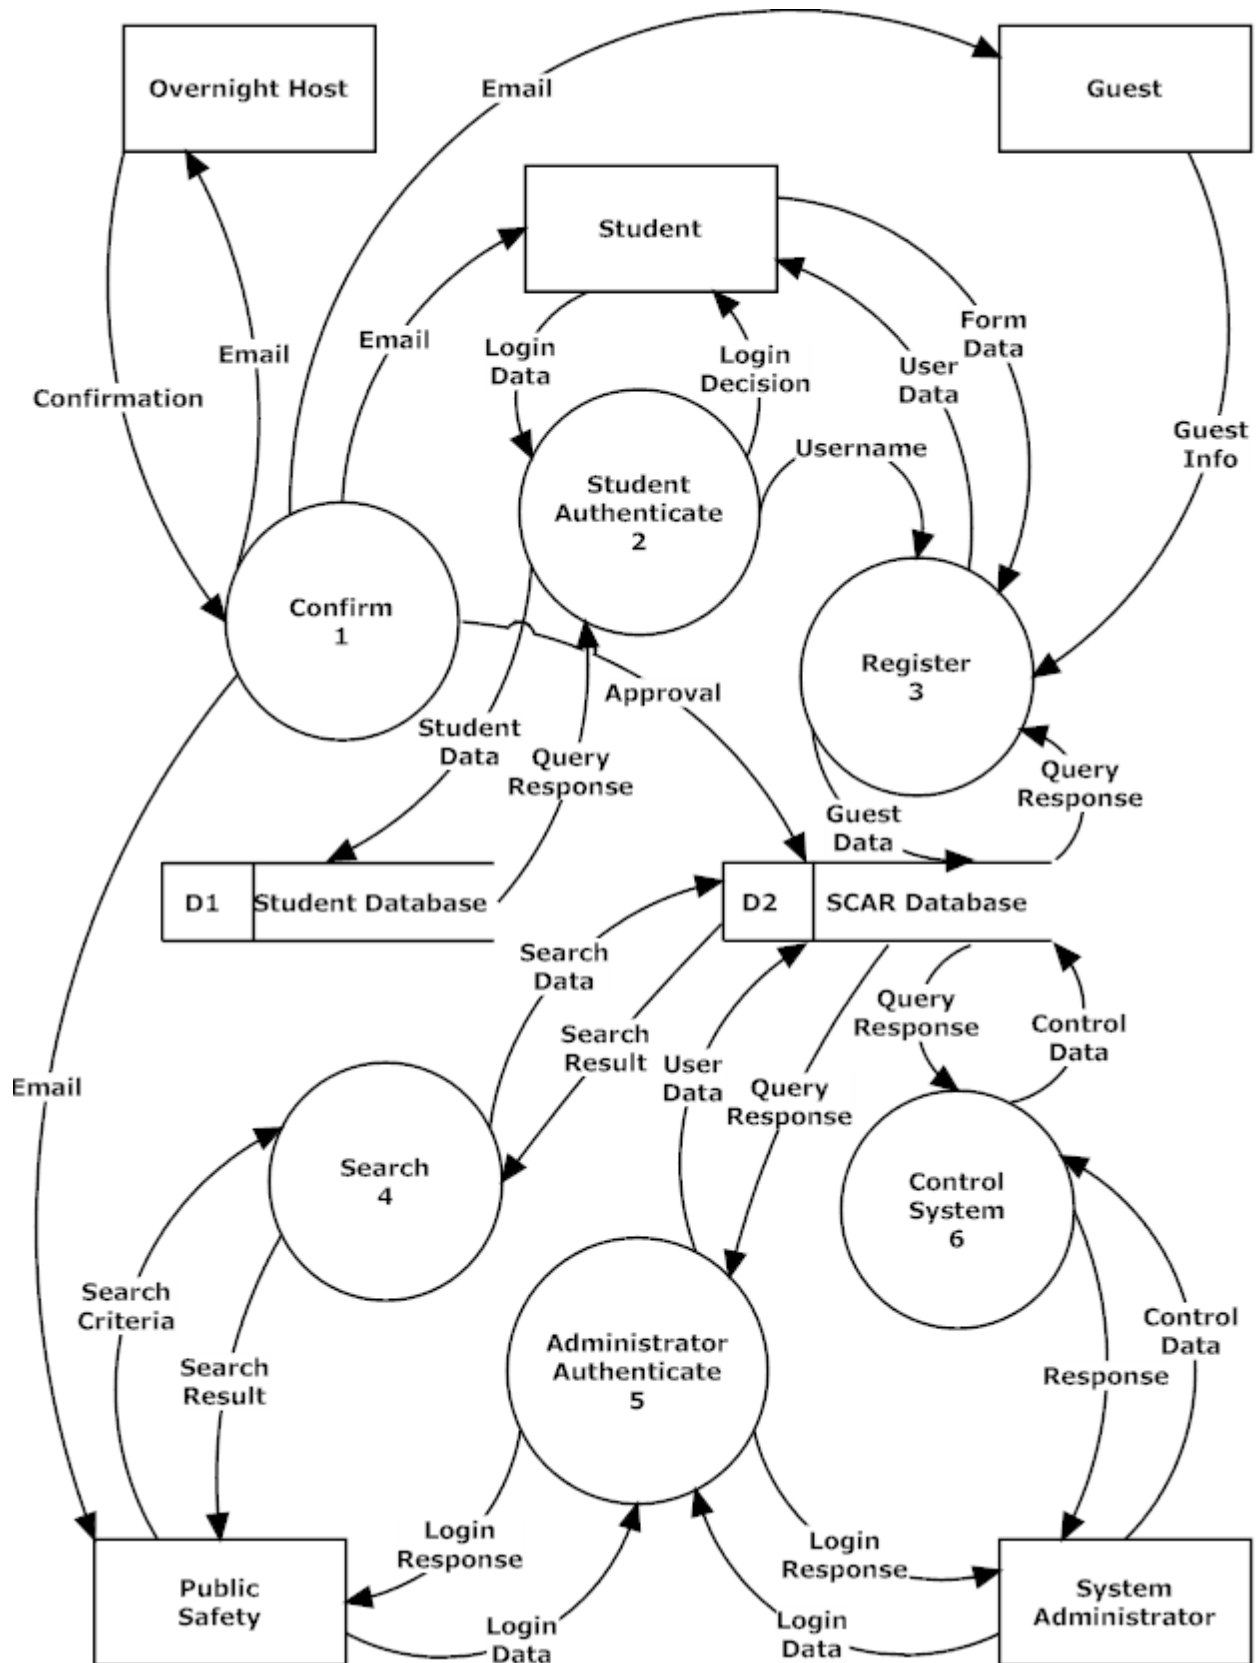 Overnight Host
Email
Guest
Student
Email
Email
Login
Data
Login
Decision
Form
Data
User
Data
Confirmation
Username
Guest
Info
Student
Authenticate
2
Confirm
1
Register
3
Approval
Student
Data
Query
Response
Query
Response
Guest
Data
D1
Student Database
D2
SCAR Database
Search
Data
Query
Response
Control
Data
Search
Result
User
Data
Query
Response
Email
Search
4
Control
System
6
Search
Criteria
Search
Result
Administrator
Authenticate
5
Control
Data
Response
Login
Response
Login
Response
Public
Safety
Login
Data
Login
Data
System
Administrator